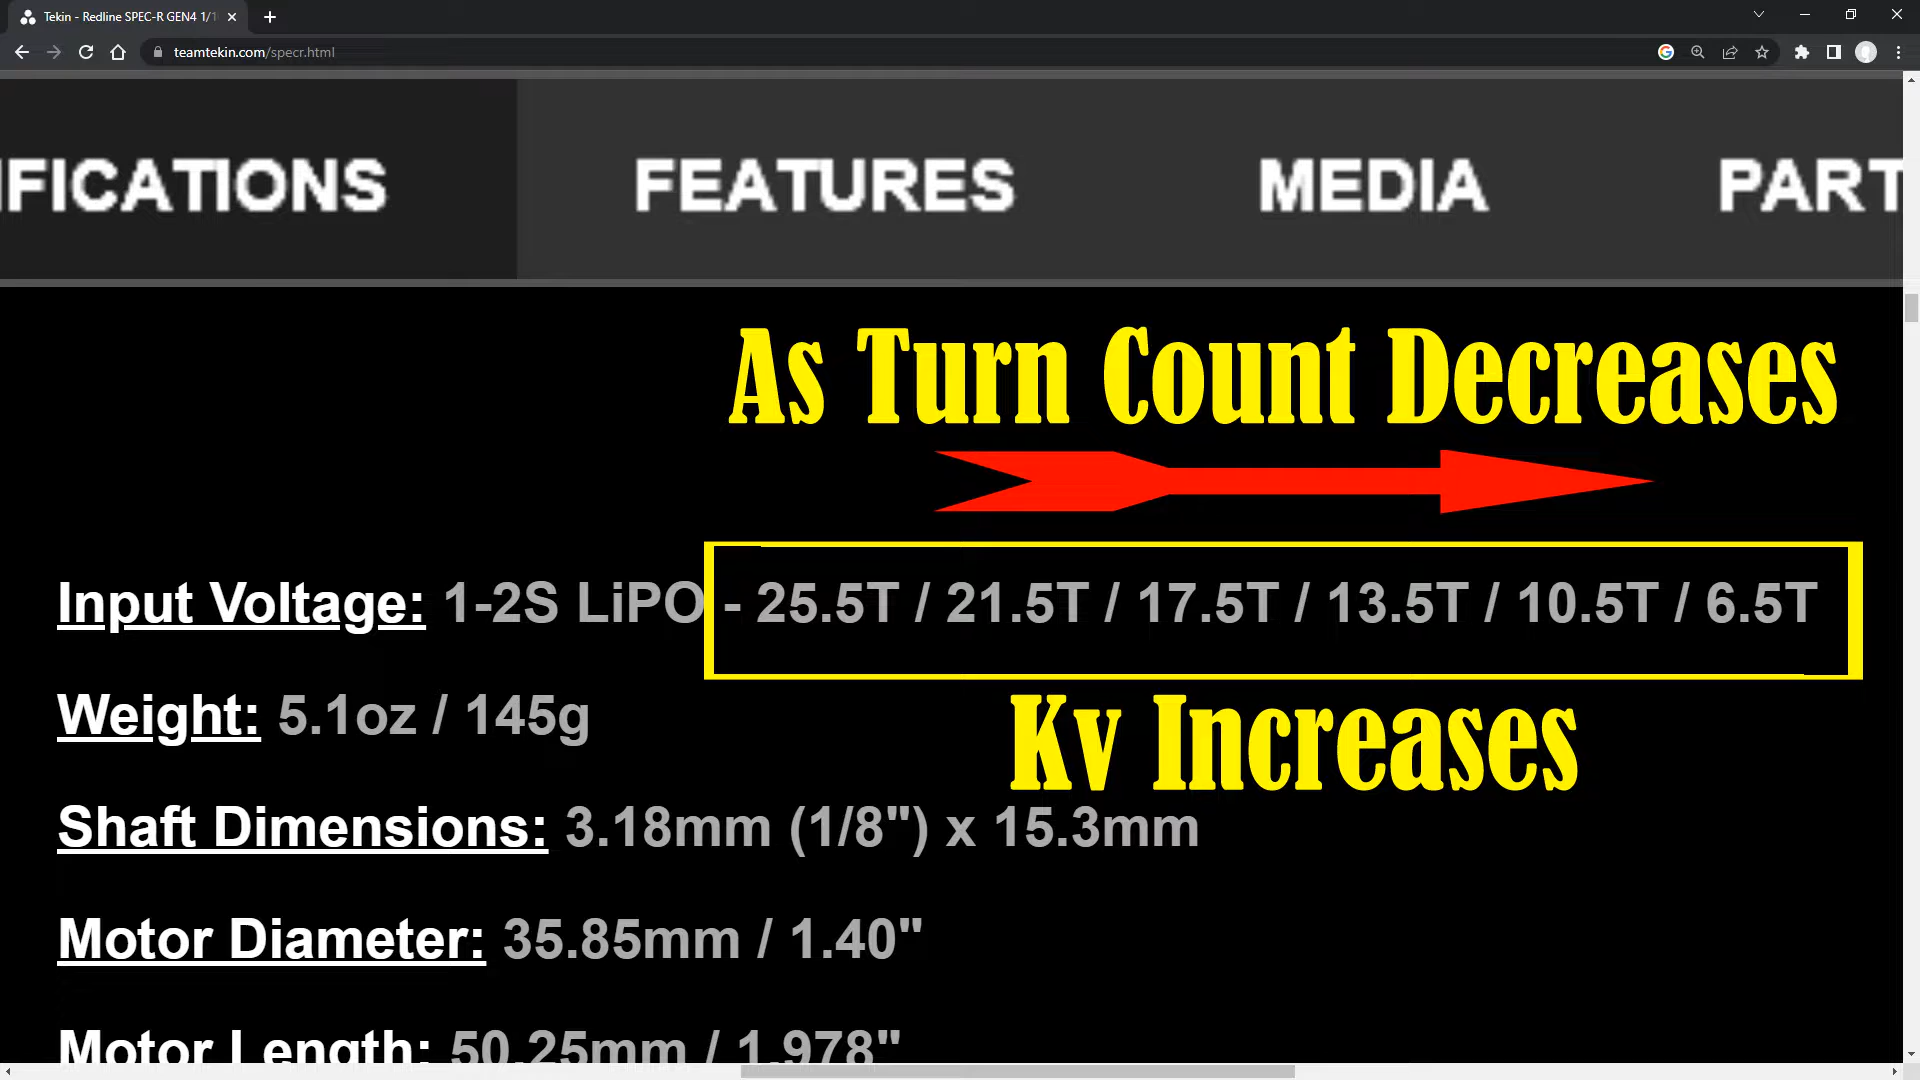 Tekin - Redline SPEC-R GEN4 1/1
teamtekin.com/specr.html
IFICATIONS
FEATURES
MEDIA
PART
As Turn Count Decreases
Input Voltage: 1-2S LiPO - 25.5T / 21.5T / 17.5T / 13.5T / 10.5T / 6.5T
Weight: 5.1oz / 145g
Kv Increases
Shaft Dimensions: 3.18mm (1/8") x 15.3mm
Motor Diameter: 35.85mm / 1.40"
Motor Length: 50.25mm / 1.978"